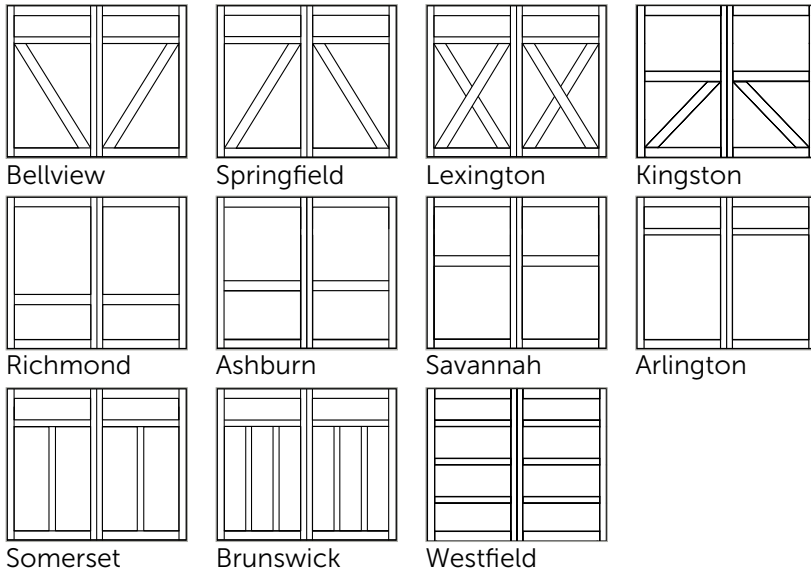 Bellview
Springfield
Lexington
Kingston
Richmond
Ashburn
Savannah
Arlington
Somerset
Brunswick
Westfield